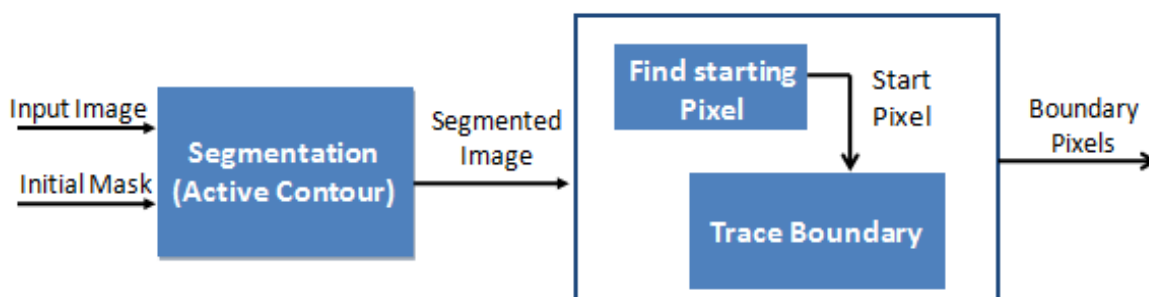 Input Image
Initial Mask
Segmentation
(Active Contour)
Segmented
Image
Find starting
Pixel
Start
Pixel
Trace Boundary
Boundary
Pixels